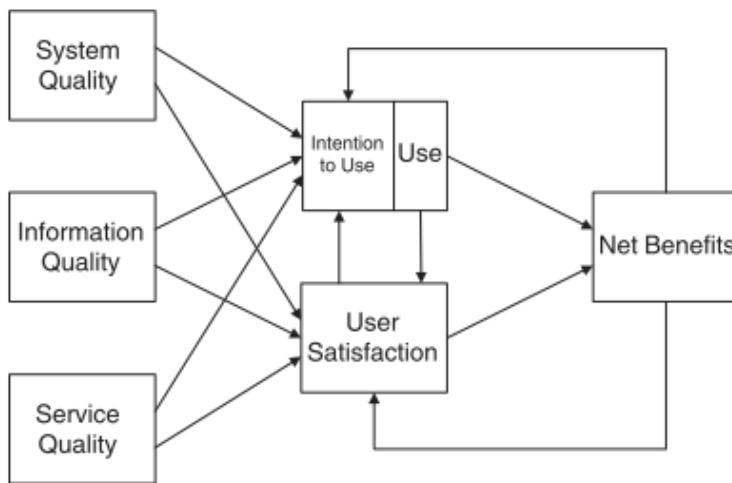 System
Quality
Information
Quality
Service
Quality
Intention
to Use
Use
User
Satisfaction
Net Benefits